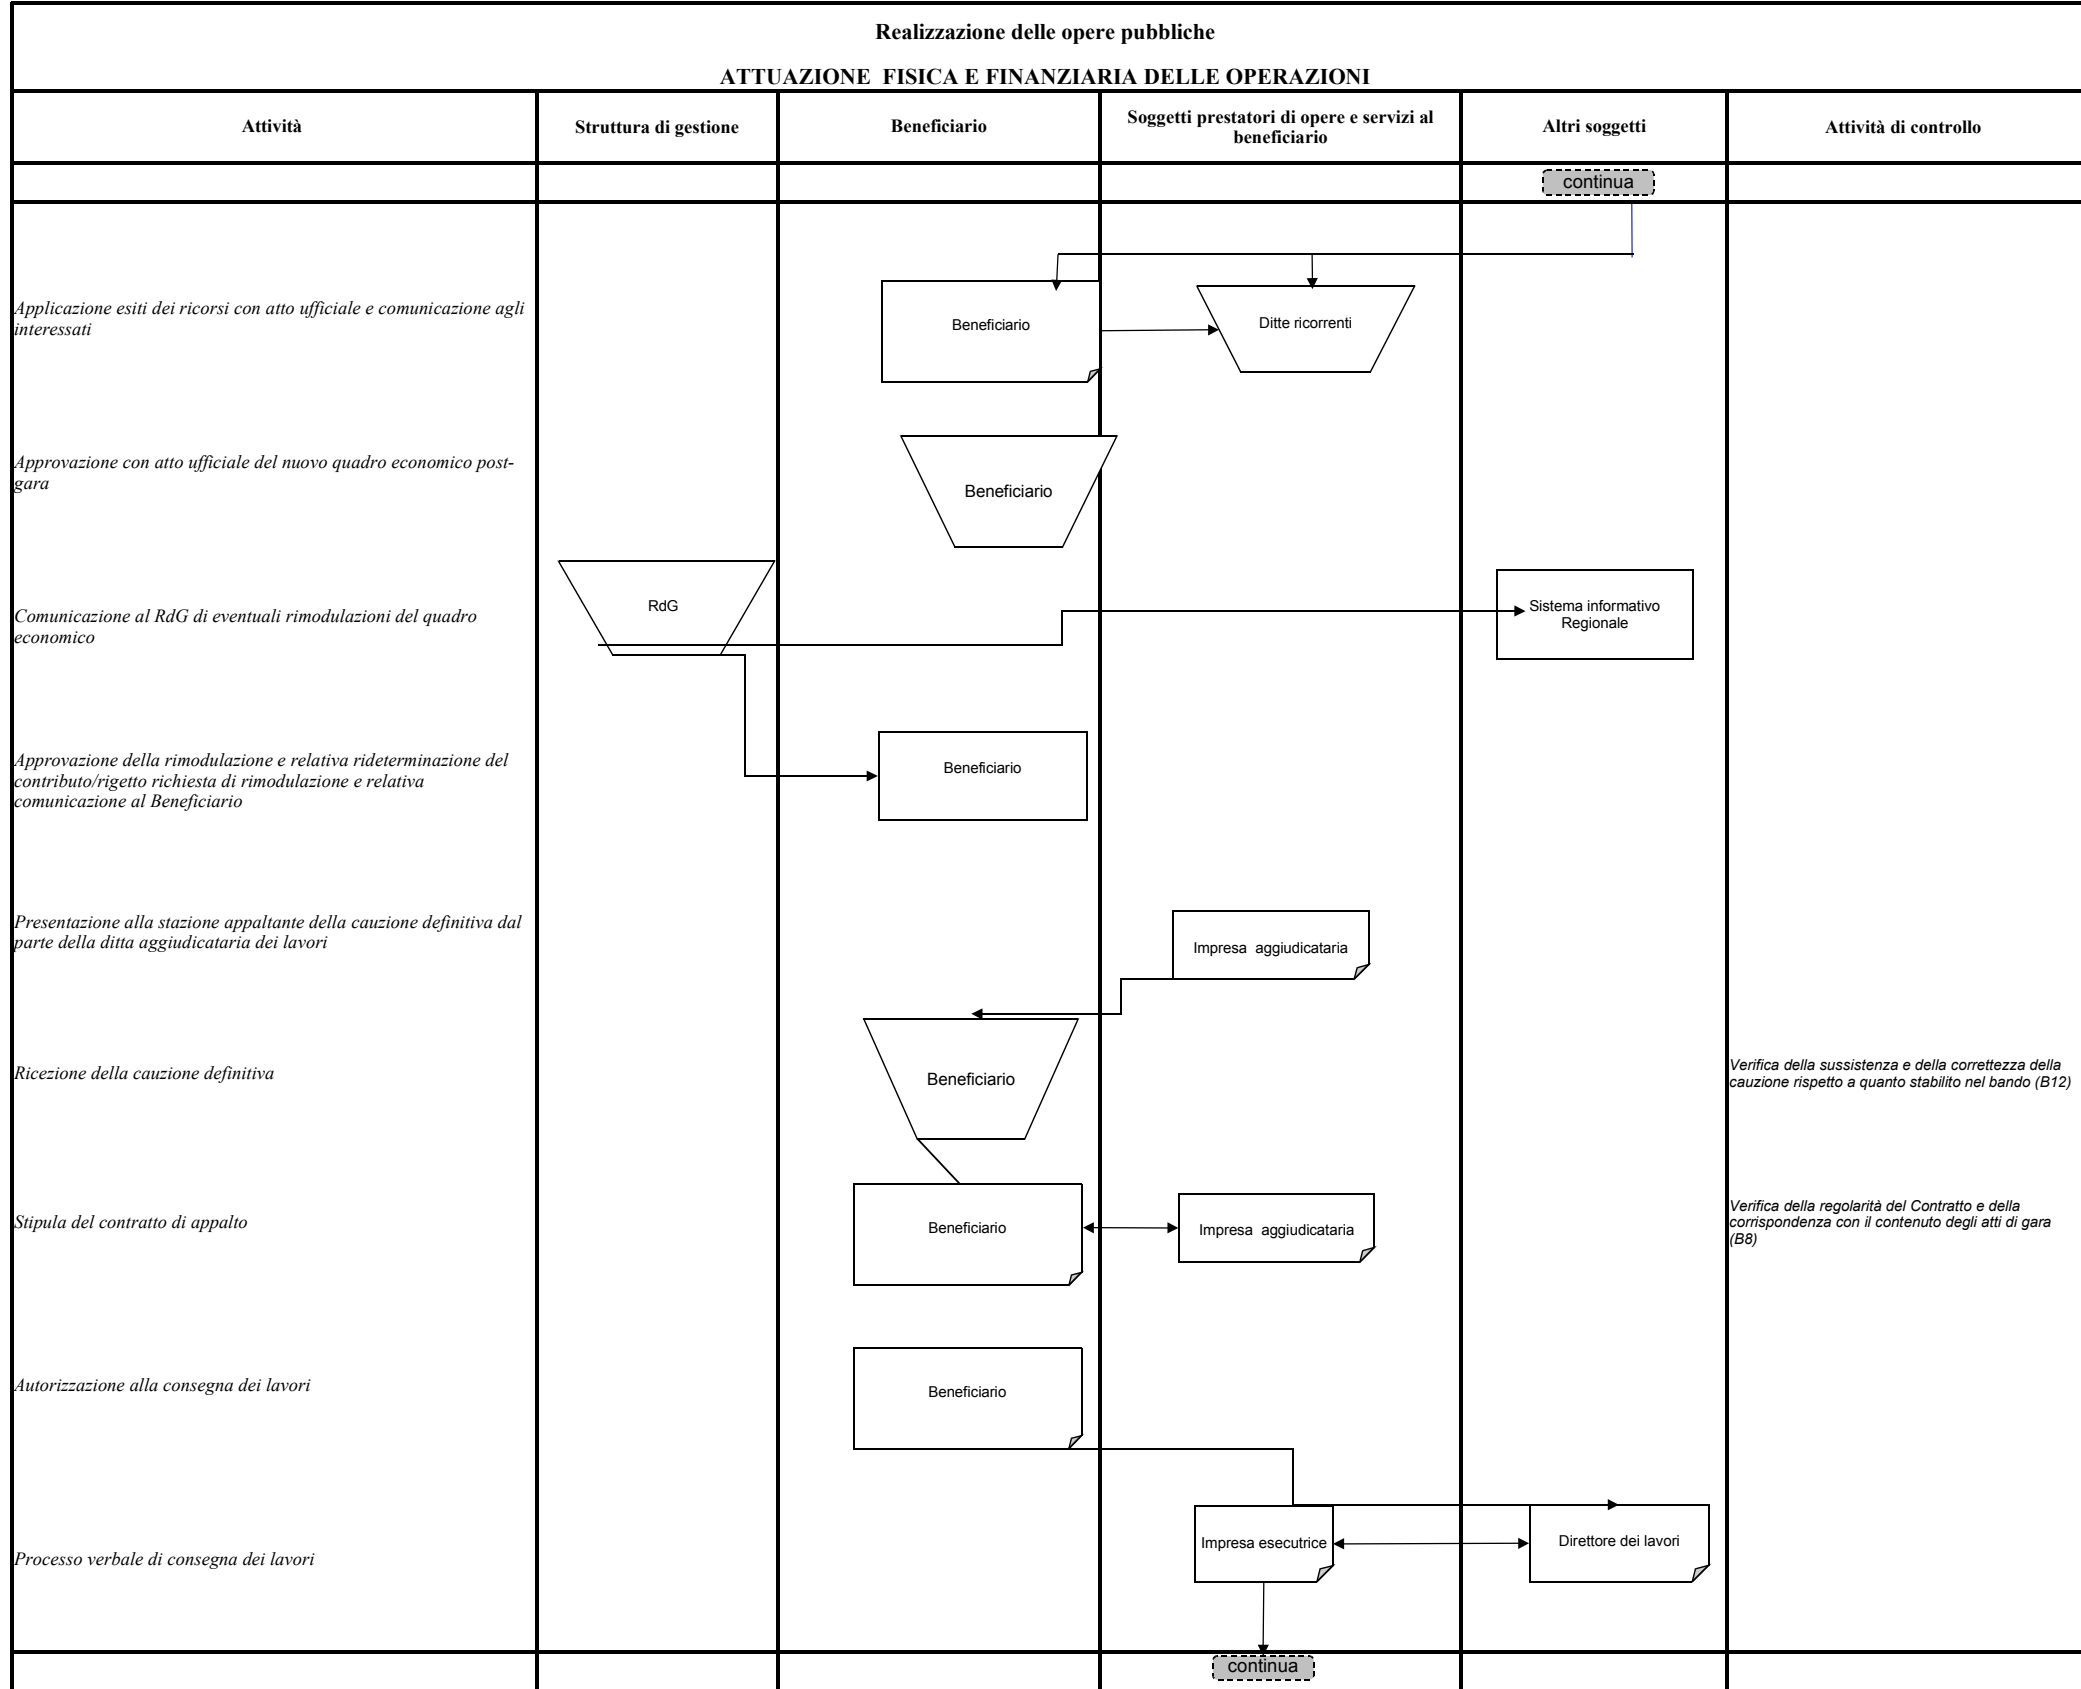 Realizzazione delle opere pubbliche
ATTUAZIONE FISICA E FINANZIARIA DELLE OPERAZIONI
Attività
Struttura di gestione
Beneficiario
Soggetti prestatori di opere e servizi al
beneficiario
Altri soggetti
Attività di controllo
continua
Applicazione esiti dei ricorsi con atto ufficiale e comunicazione agli
interessati
Beneficiario
Ditte ricorrenti
Approvazione con atto ufficiale del nuovo quadro economico post-
gara
Beneficiario
Comunicazione al RdG di eventuali rimodulazioni del quadro
economico
RdG
Sistema informativo
Regionale
Approvazione della rimodulazione e relativa rideterminazione del
contributo/rigetto richiesta di rimodulazione e relativa
comunicazione al Beneficiario
Beneficiario
Presentazione alla stazione appaltante della cauzione definitiva dal
parte della ditta aggiudicataria dei lavori
Impresa aggiudicataria
Ricezione della cauzione definitiva
Beneficiario
Verifica della sussistenza e della correttezza della
cauzione rispetto a quanto stabilito nel bando (B12)
Stipula del contratto di appalto
Beneficiario
Impresa aggiudicataria
Verifica della regolarità del Contratto e della
corrispondenza con il contenuto degli atti di gara
(B8)
Autorizzazione alla consegna dei lavori
Beneficiario
Processo verbale di consegna dei lavori
Impresa esecutrice
Direttore dei lavori
continua